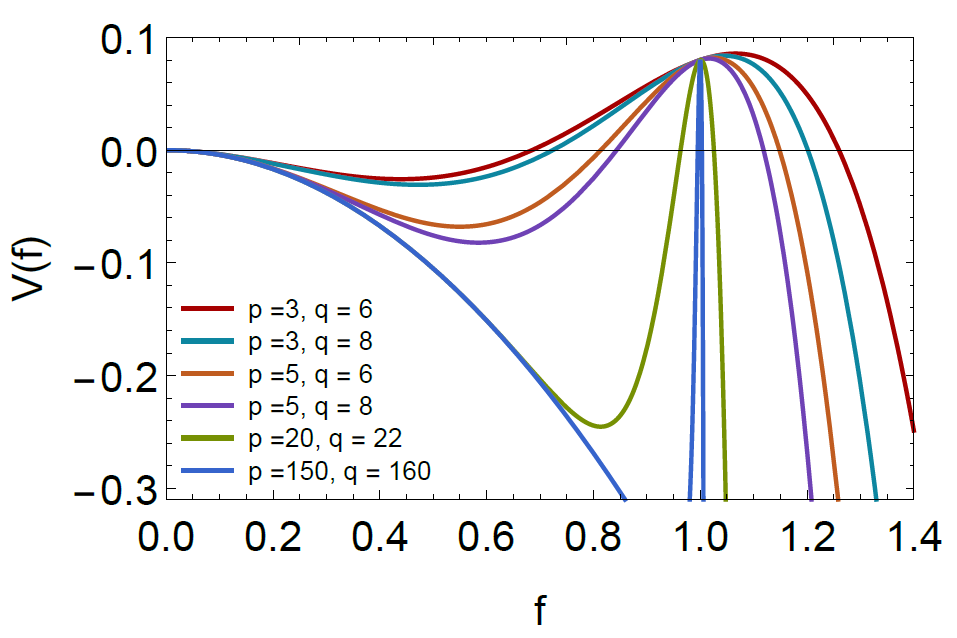 0.1
0.0
−0.1
−0.2
−0.3
V(f)
p =3, q = 6
p =3, q = 8
p =5, q = 6
p =5, q = 8
p =20, q = 22
p =150, q = 160
0.0 0.2 0.4 0.6 0.8 1.0 1.2 1.4
f